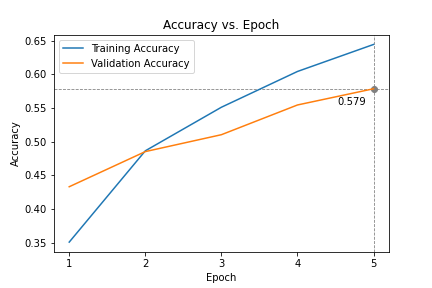 Accuracy vs. Epoch
Training Accuracy
Validation Accuracy
0.65
0.60
0.55
0.50
0.45
0.40
0.35
Accuracy
0.579
1 2 3 4 5
Epoch